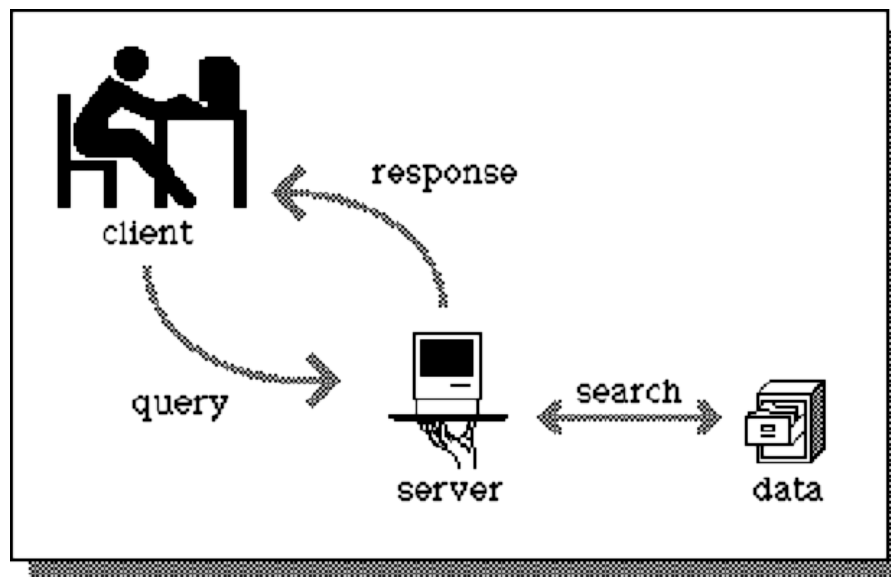 response
client
query
search
server
data